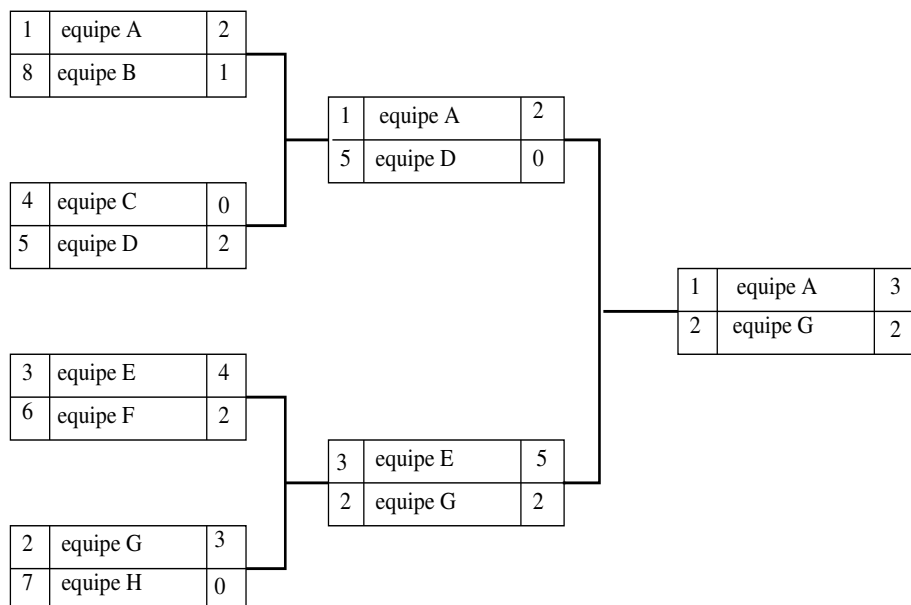 1 equipe A 2
8 equipe B 1
4 equipe C 0
5 equipe D 2
3 equipe E 4
6 equipe F 2
2 equipe G 3
7 equipe H 0
1 equipe A 2
5 equipe D 0
3 equipe E 5
2 equipe G 2
1 equipe A 3
2 equipe G 2